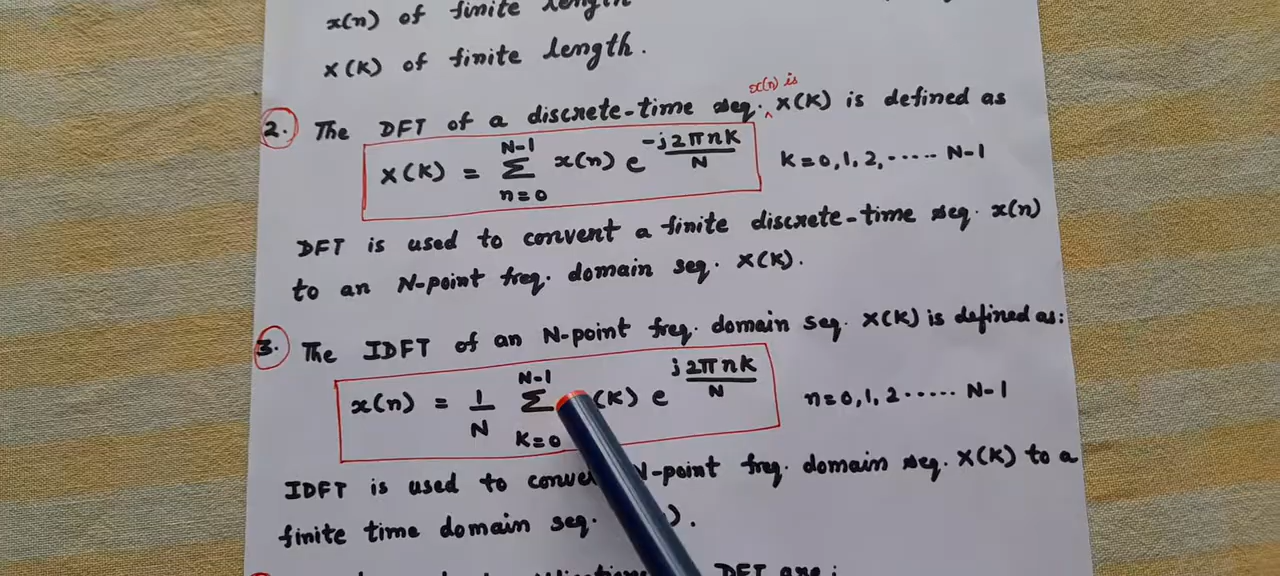 x(n) of finite length
X(K) of finite length.
2. The DFT of a discrete-time seq. x(n) is X(K) is defined as
X(K) = N-1 Σ n=0 x(n) e -j2πnK/N K=0,1,2,..... N-1
DFT is used to convent a finite discrete-time seq. x(n)
to an N-point freq. domain seq. X(K).
3. The IDFT of an N-point freq. domain seq. X(K) is defined as:
x(n) = 1/N N-1 Σ K=0 (K) e j2πnK/N n=0,1,2..... N-1
IDFT is used to N-point freq. domain seq. X(K) to a
finite time domain seq. ).
DFT are: